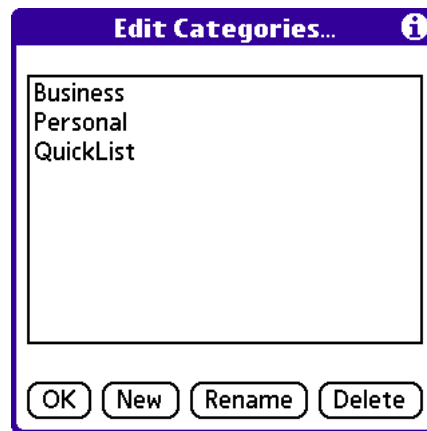 Edit Categories...
Business
Personal
QuickList
OK New Rename Delete